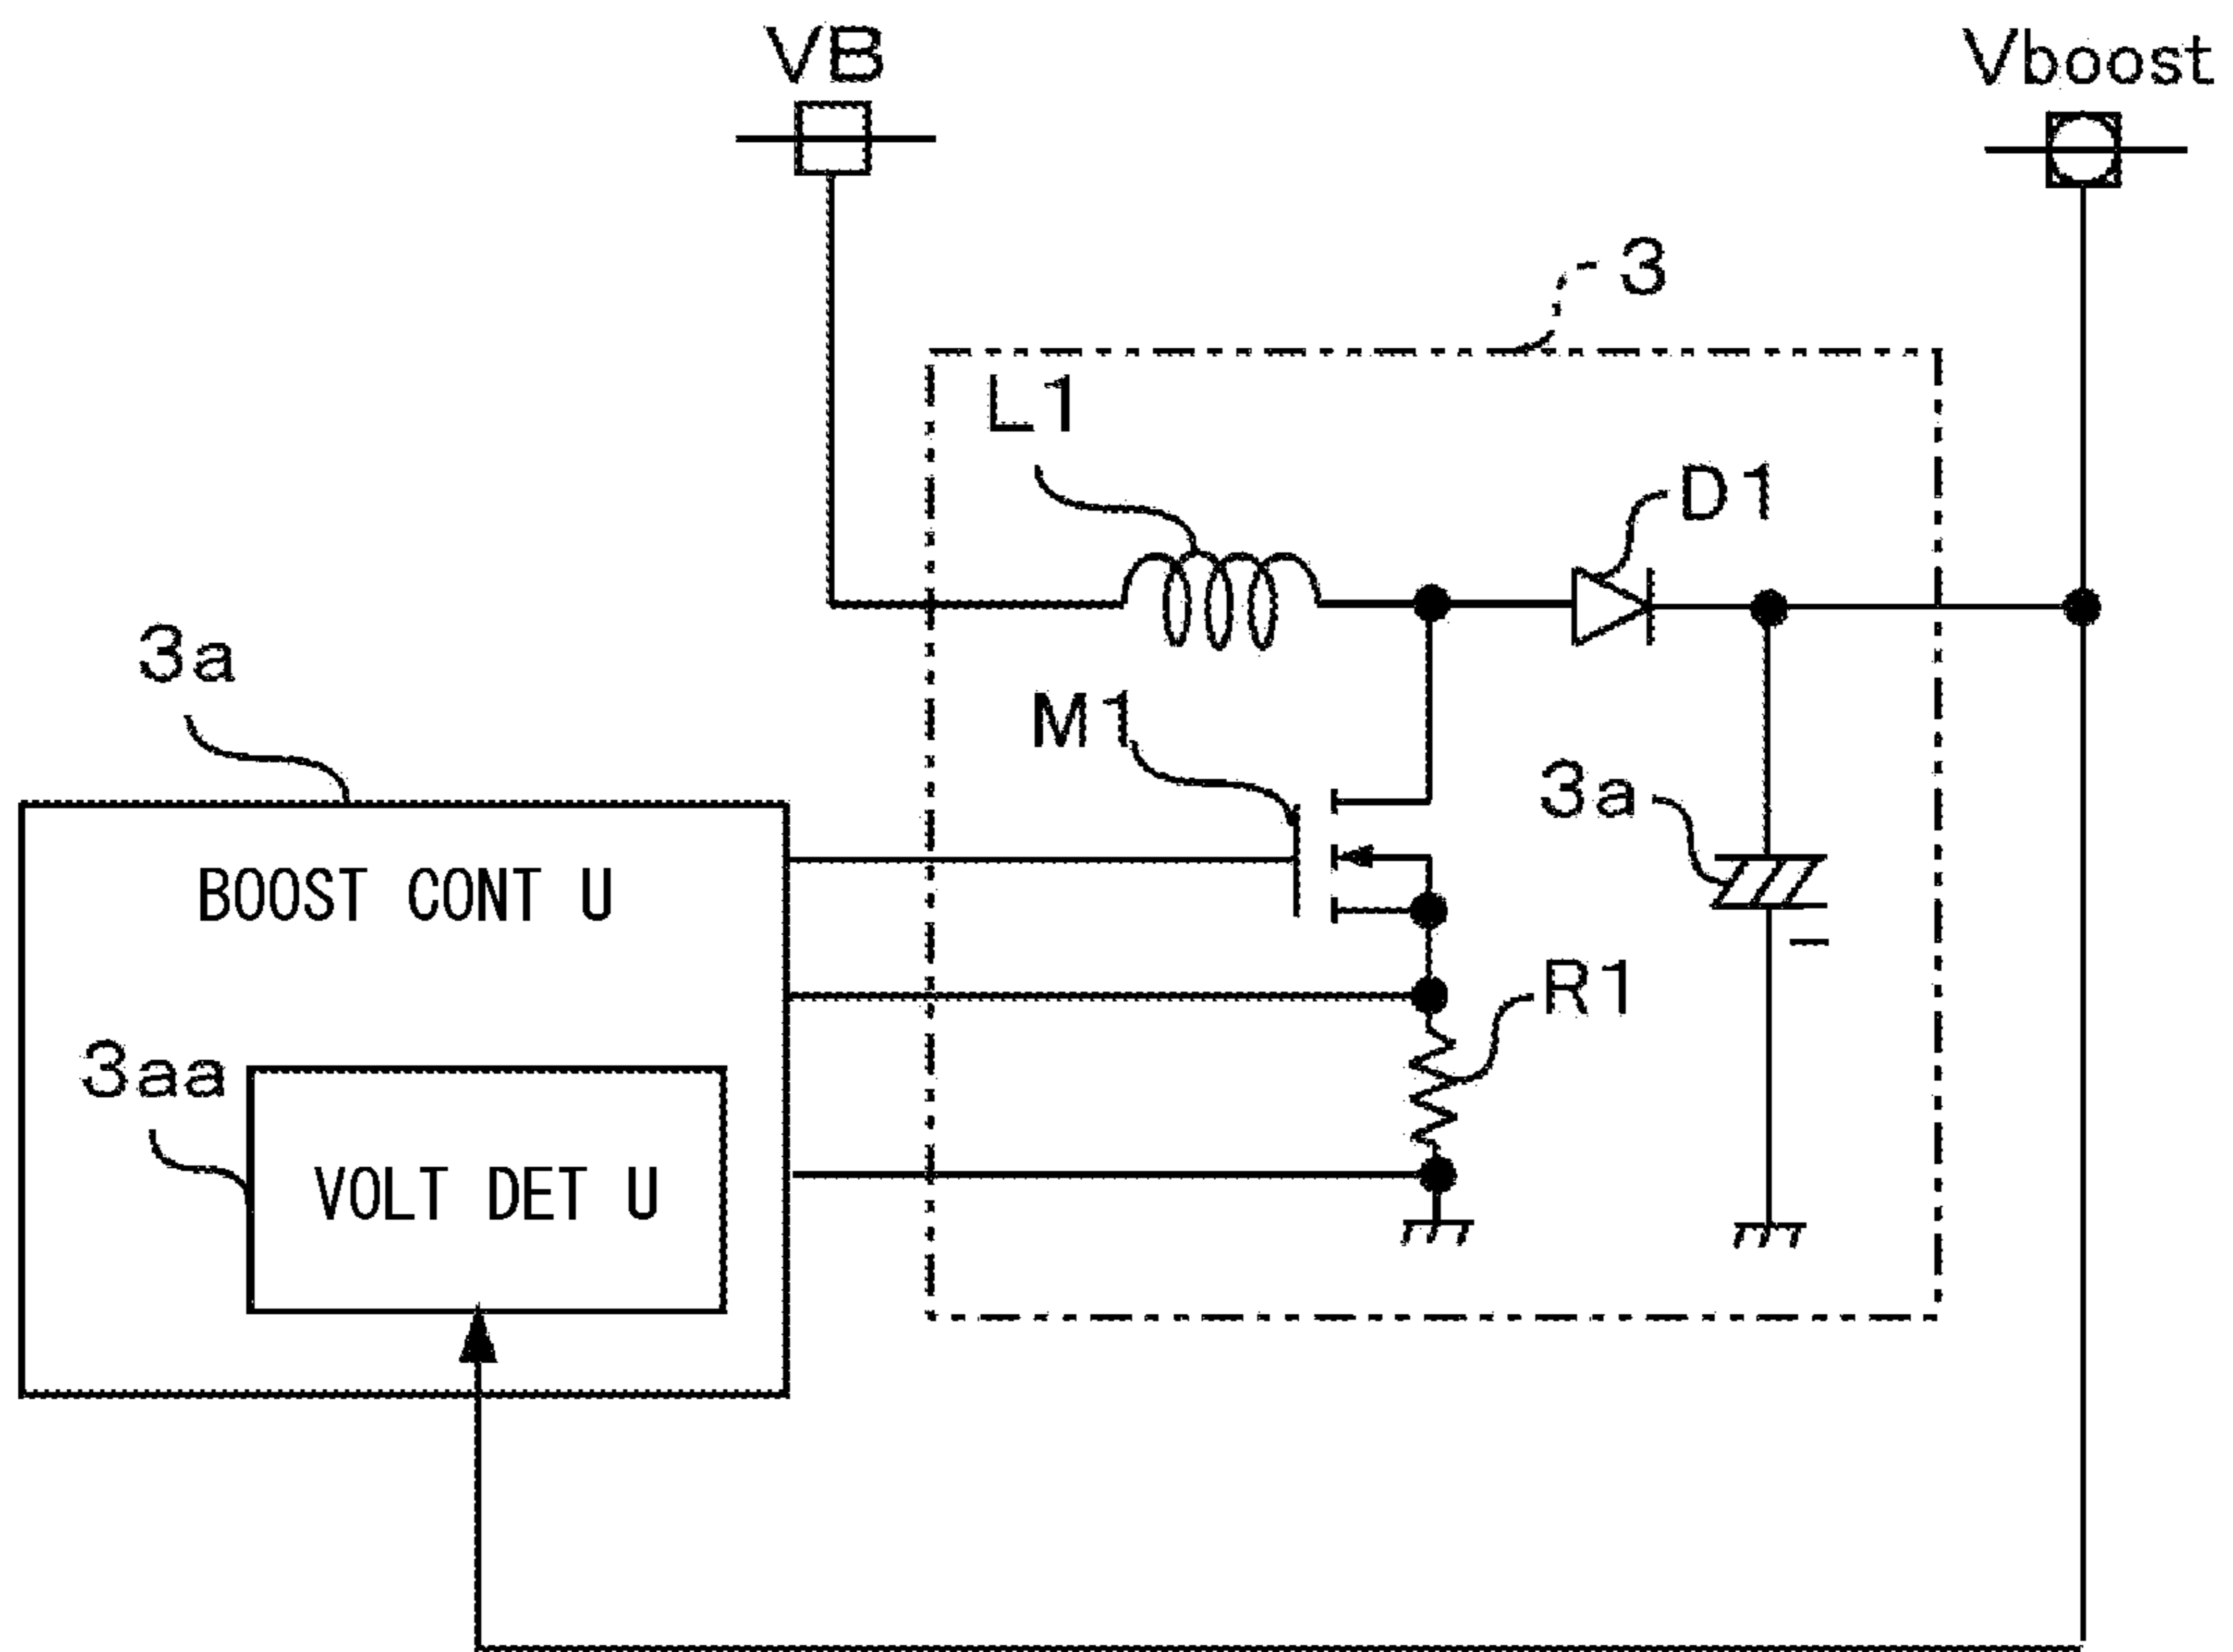 VB
Vboost
3
L1
D1
3a
M1
3a
BOOST CONT U
R1
3aa
VOLT DET U